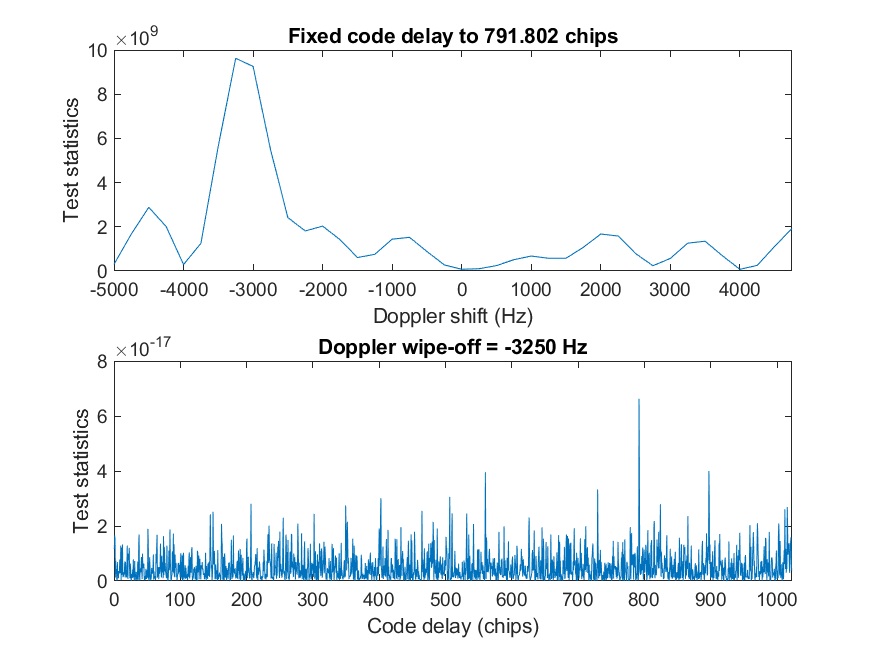 ×10^9
Fixed code delay to 791.802 chips
10
8
6
4
2
0
Test statistics
-5000 -4000 -3000 -2000 -1000 0 1000 2000 3000 4000
Doppler shift (Hz)
×10^-17
Doppler wipe-off = -3250 Hz
8
6
4
2
0
Test statistics
0 100 200 300 400 500 600 700 800 900 1000
Code delay (chips)